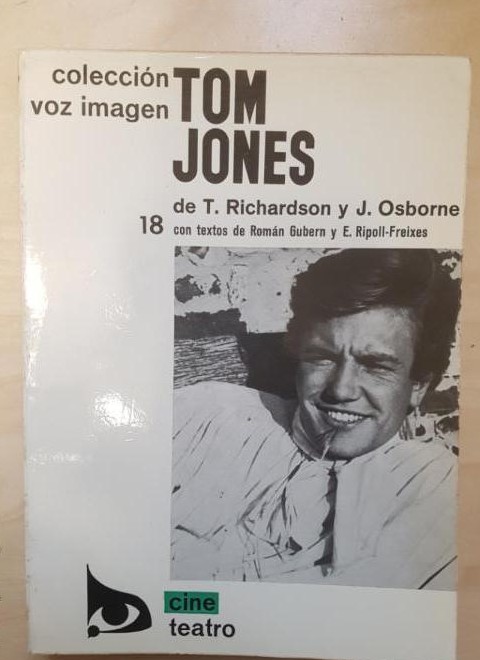 colección
voz imagen
TOM
JONES
de T. Richardson y J. Osborne
18
con textos de Román Gubern y E. Ripoll-Freixes
cine
teatro